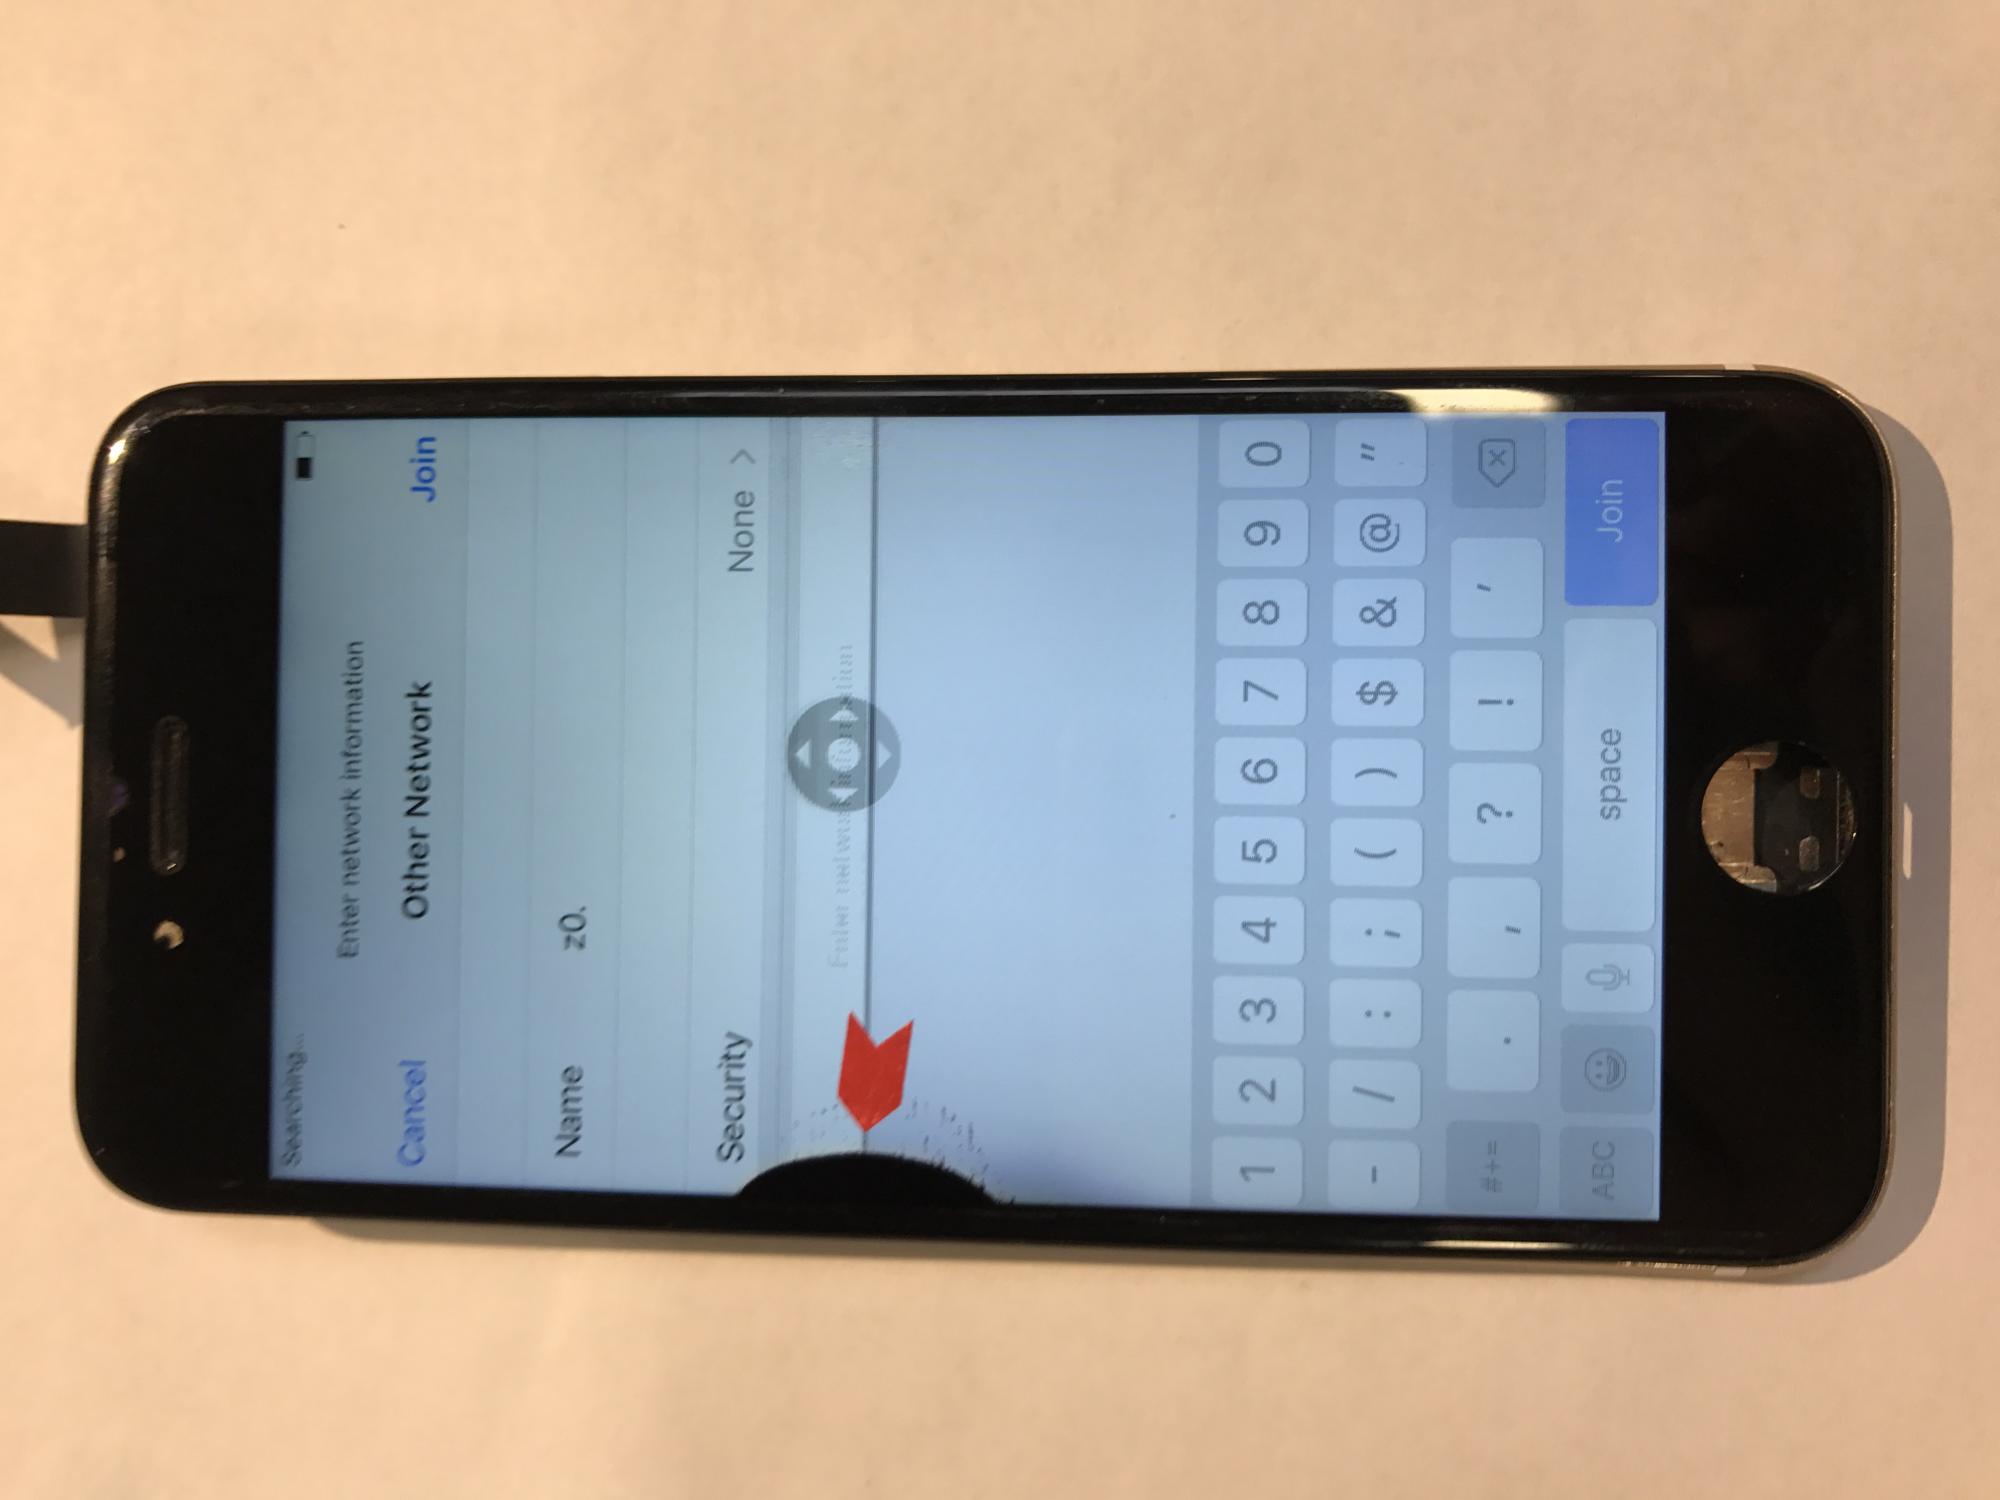 Searching...
Enter network information
Cancel Other Network Join
Name z0.
Security None >
Enter network information
1 2 3 4 5 6 7 8 9 0
- / : ; ( ) $ & @ "
#+= . , ? ! '
ABC space Join